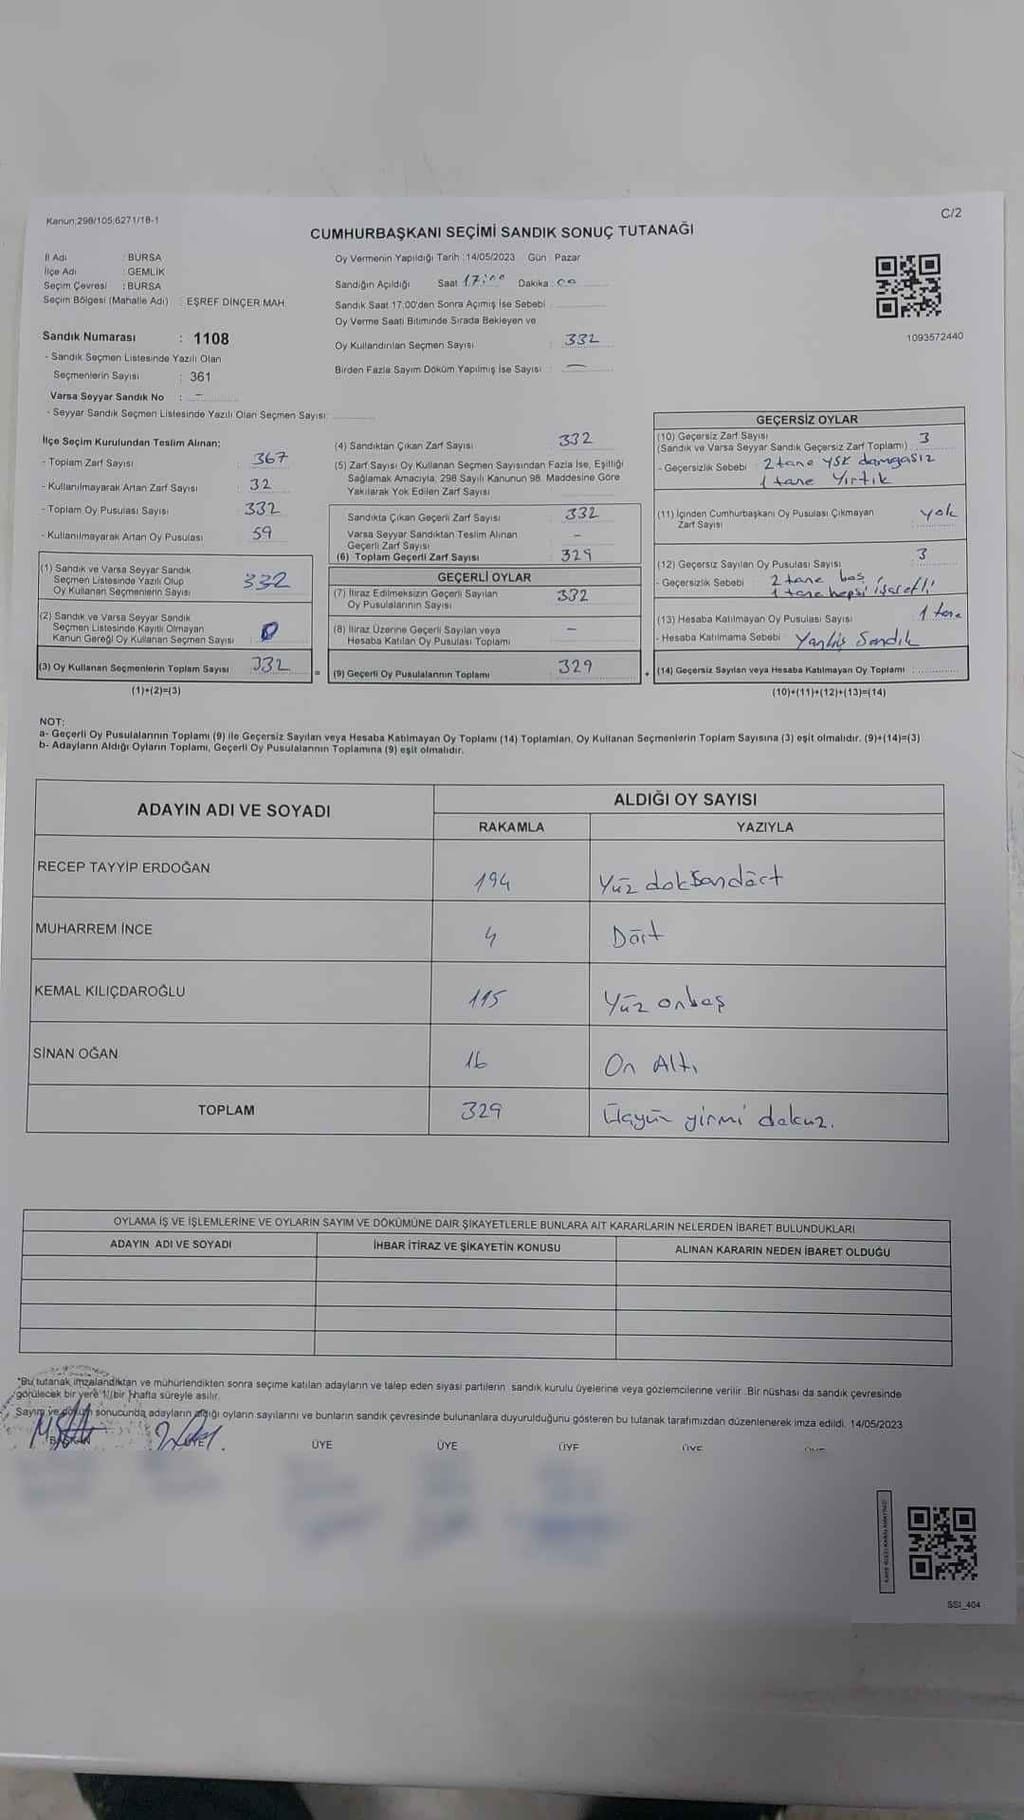 Kanun:298/105.6271/18-1
C/2
CUMHURBAŞKANI SEÇİMİ SANDIK SONUÇ TUTANAĞI
İl Adı : BURSA
İlçe Adı : GEMLİK
Seçim Çevresi : BURSA
Seçim Bölgesi (Mahalle Adı) : EŞREF DİNÇER MAH.
Sandık Numarası : 1108
- Sandık Seçmen Listesinde Yazılı Olan
Seçmenlerin Sayısı : 361
Varsa Seyyar Sandık No : -
- Seyyar Sandık Seçmen Listesinde Yazılı Olan Seçmen Sayısı:
Oy Vermenin Yapıldığı Tarih :14/05/2023 Gün : Pazar
Sandığın Açıldığı Saat 17:00 Dakika 00
Sandık Saat 17:00'den Sonra Açımış İse Sebebi
Oy Verme Saati Bitiminde Sırada Bekleyen ve
Oy Kullandırılan Seçmen Sayısı : 332
Birden Fazla Sayım Döküm Yapılmış İse Sayısı : —
1093572440
İlçe Seçim Kurulundan Teslim Alınan;
- Toplam Zarf Sayısı : 367
- Kullanılmayarak Artan Zarf Sayısı : 32
- Toplam Oy Pusulası Sayısı : 332
- Kullanılmayarak Artan Oy Pusulası : 59
(1) Sandık ve Varsa Seyyar Sandık
Seçmen Listesinde Yazılı Olup
Oy Kullanan Seçmenlerin Sayısı 332
(2) Sandık ve Varsa Seyyar Sandık
Seçmen Listesinde Kayıtlı Olmayan
Kanun Gereği Oy Kullanan Seçmen Sayısı 0
(3) Oy Kullanan Seçmenlerin Toplam Sayısı 332
(1)+(2)=(3)
(4) Sandıktan Çıkan Zarf Sayısı : 332
(5) Zarf Sayısı Oy Kullanan Seçmen Sayısından Fazla İse, Eşitliği
Sağlamak Amacıyla, 298 Sayılı Kanunun 98. Maddesine Göre
Yakılarak Yok Edilen Zarf Sayısı
Sandıkta Çıkan Geçerli Zarf Sayısı : 332
Varsa Seyyar Sandıktan Teslim Alınan
Geçerli Zarf Sayısı : -
(6) Toplam Geçerli Zarf Sayısı : 329
GEÇERLİ OYLAR
(7) İtiraz Edilmeksizin Geçerli Sayılan
Oy Pusulalarının Sayısı : 332
(8) İtiraz Üzerine Geçerli Sayılan veya
Hesaba Katılan Oy Pusulası Toplamı : -
= (9) Geçerli Oy Pusulalarının Toplamı : 329 +
GEÇERSİZ OYLAR
(10) Geçersiz Zarf Sayısı
(Sandık ve Varsa Seyyar Sandık Geçersiz Zarf Toplamı) 3
- Geçersizlik Sebebi : 2 tane YSK damgasız
1 tane Yırtık
(11) İçinden Cumhurbaşkanı Oy Pusulası Çıkmayan
Zarf Sayısı yok
(12) Geçersiz Sayılan Oy Pusulası Sayısı 3
- Geçersizlik Sebebi : 2 tane boş
1 tane hepsi işaretli
(13) Hesaba Katılmayan Oy Pusulası Sayısı 1 tane
- Hesaba Katılmama Sebebi : Yanlış Sandık
(14) Geçersiz Sayılan veya Hesaba Katılmayan Oy Toplamı :
(10)+(11)+(12)+(13)=(14)
NOT:
a- Geçerli Oy Pusulalarının Toplamı (9) ile Geçersiz Sayılan veya Hesaba Katılmayan Oy Toplamı (14) Toplamları, Oy Kullanan Seçmenlerin Toplam Sayısına (3) eşit olmalıdır. (9)+(14)=(3)
b- Adayların Aldığı Oyların Toplamı, Geçerli Oy Pusulalarının Toplamına (9) eşit olmalıdır.
ADAYIN ADI VE SOYADI
ALDIĞI OY SAYISI
RAKAMLA YAZIYLA
RECEP TAYYİP ERDOĞAN 194 Yüz doksandört
MUHARREM İNCE 4 Dört
KEMAL KILIÇDAROĞLU 115 Yüz onbeş
SİNAN OĞAN 16 On Altı
TOPLAM 329 Üçyüz yirmi dokuz.
OYLAMA İŞ VE İŞLEMLERİNE VE OYLARIN SAYIM VE DÖKÜMÜNE DAİR ŞİKAYETLERLE BUNLARA AİT KARARLARIN NELERDEN İBARET BULUNDUKLARI
ADAYIN ADI VE SOYADI İHBAR İTİRAZ VE ŞİKAYETİN KONUSU ALINAN KARARIN NEDEN İBARET OLDUĞU
*Bu tutanak imzalandıktan ve mühürlendikten sonra seçime katılan adayların ve talep eden siyasi partilerin sandık kurulu üyelerine veya gözlemcilerine verilir. Bir nüshası da sandık çevresinde
görülecek bir yere 1 (bir) hafta süreyle asılır.
Sayım ve döküm sonucunda adayların aldığı oyların sayılarını ve bunların sandık çevresinde bulunanlara duyurulduğunu gösteren bu tutanak tarafımızdan düzenlenerek imza edildi. 14/05/2023
BAŞKAN ÜYE ÜYE ÜYE ÜYE
SSI_404